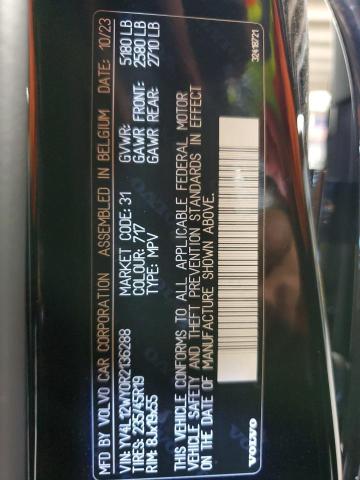 MFD BY VOLVO CAR CORPORATION ASSEMBLED IN BELGIUM DATE: 10/23
VIN: YV4L12WY0R2136288 MARKET CODE: 31 GVWR: 5180 LB
TIRES: 235/45R19 COLOUR: 717 GAWR FRONT: 2580 LB
RIM: 8Jx19x55 TYPE: MPV GAWR REAR: 2710 LB
THIS VEHICLE CONFORMS TO ALL APPLICABLE FEDERAL MOTOR
VEHICLE SAFETY AND THEFT PREVENTION STANDARDS IN EFFECT
ON THE DATE OF MANUFACTURE SHOWN ABOVE.
VOLVO 32418721